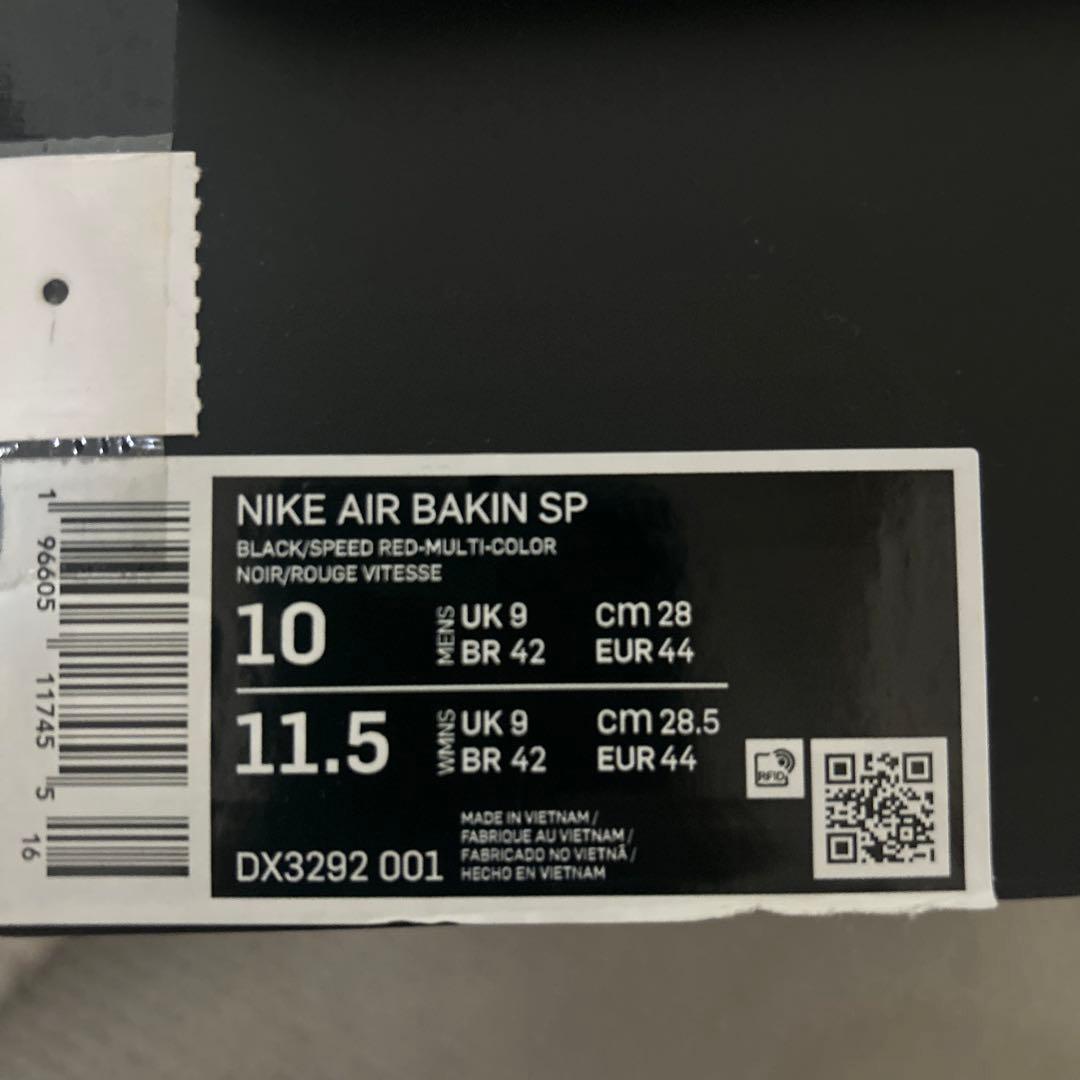 NIKE AIR BAKIN SP
BLACK/SPEED RED-MULTI-COLOR
NOIR/ROUGE VITESSE
10 MENS UK 9 cm 28
BR 42 EUR 44
11.5 WMNS UK 9 cm 28.5
BR 42 EUR 44
RFID
MADE IN VIETNAM /
FABRIQUE AU VIETNAM /
FABRICADO NO VIETNÃ /
HECHO EN VIETNAM
DX3292 001
1 96605 11745 5 16